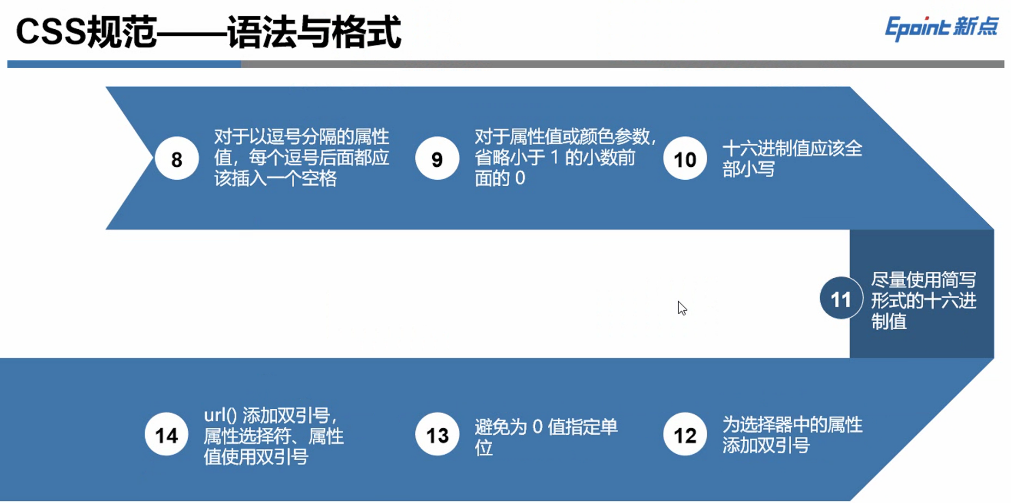 CSS规范——语法与格式
Epoint 新点
8
对于以逗号分隔的属性
值，每个逗号后面都应
该插入一个空格
9
对于属性值或颜色参数，
省略小于 1 的小数前
面的 0
10
十六进制值应该全
部小写
11
尽量使用简写
形式的十六进
制值
12
为选择器中的属性
添加双引号
13
避免为 0 值指定单
位
14
url() 添加双引号，
属性选择符、属性
值使用双引号